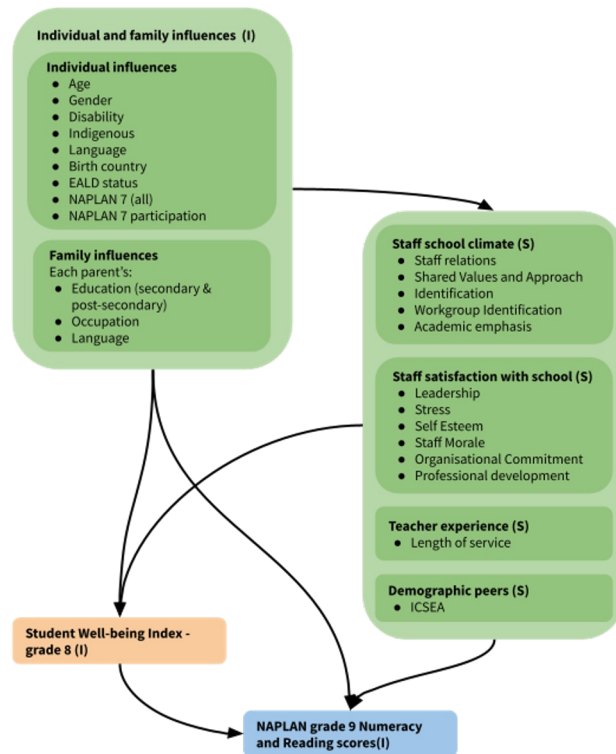 Individual and family influences (I)
Individual influences
● Age
● Gender
● Disability
● Indigenous
● Language
● Birth country
● EALD status
● NAPLAN 7 (all)
● NAPLAN 7 participation
Family influences
Each parent's:
● Education (secondary &
post-secondary)
● Occupation
● Language
Staff school climate (S)
● Staff relations
● Shared Values and Approach
● Identification
● Workgroup Identification
● Academic emphasis
Staff satisfaction with school (S)
● Leadership
● Stress
● Self Esteem
● Staff Morale
● Organisational Commitment
● Professional development
Teacher experience (S)
● Length of service
Demographic peers (S)
● ICSEA
Student Well-being Index -
grade 8 (I)
NAPLAN grade 9 Numeracy
and Reading scores(I)